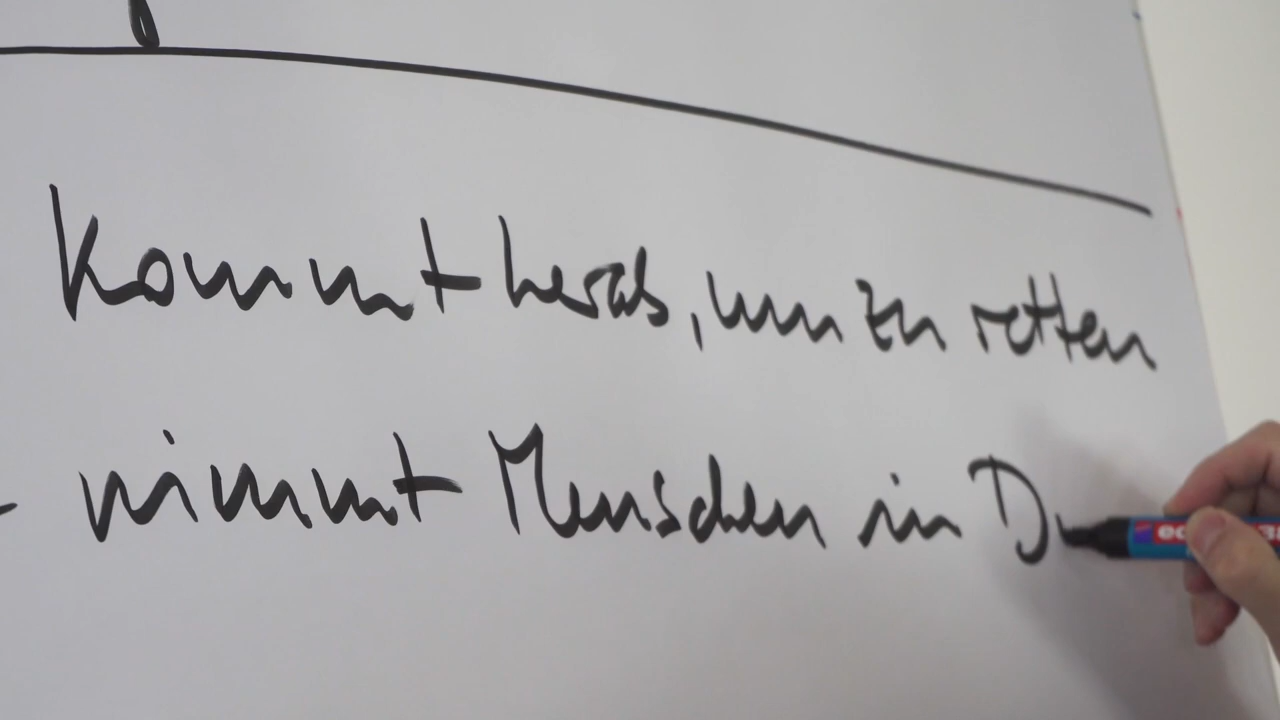 kommt herab, um zu retten
- nimmt Menschen in D